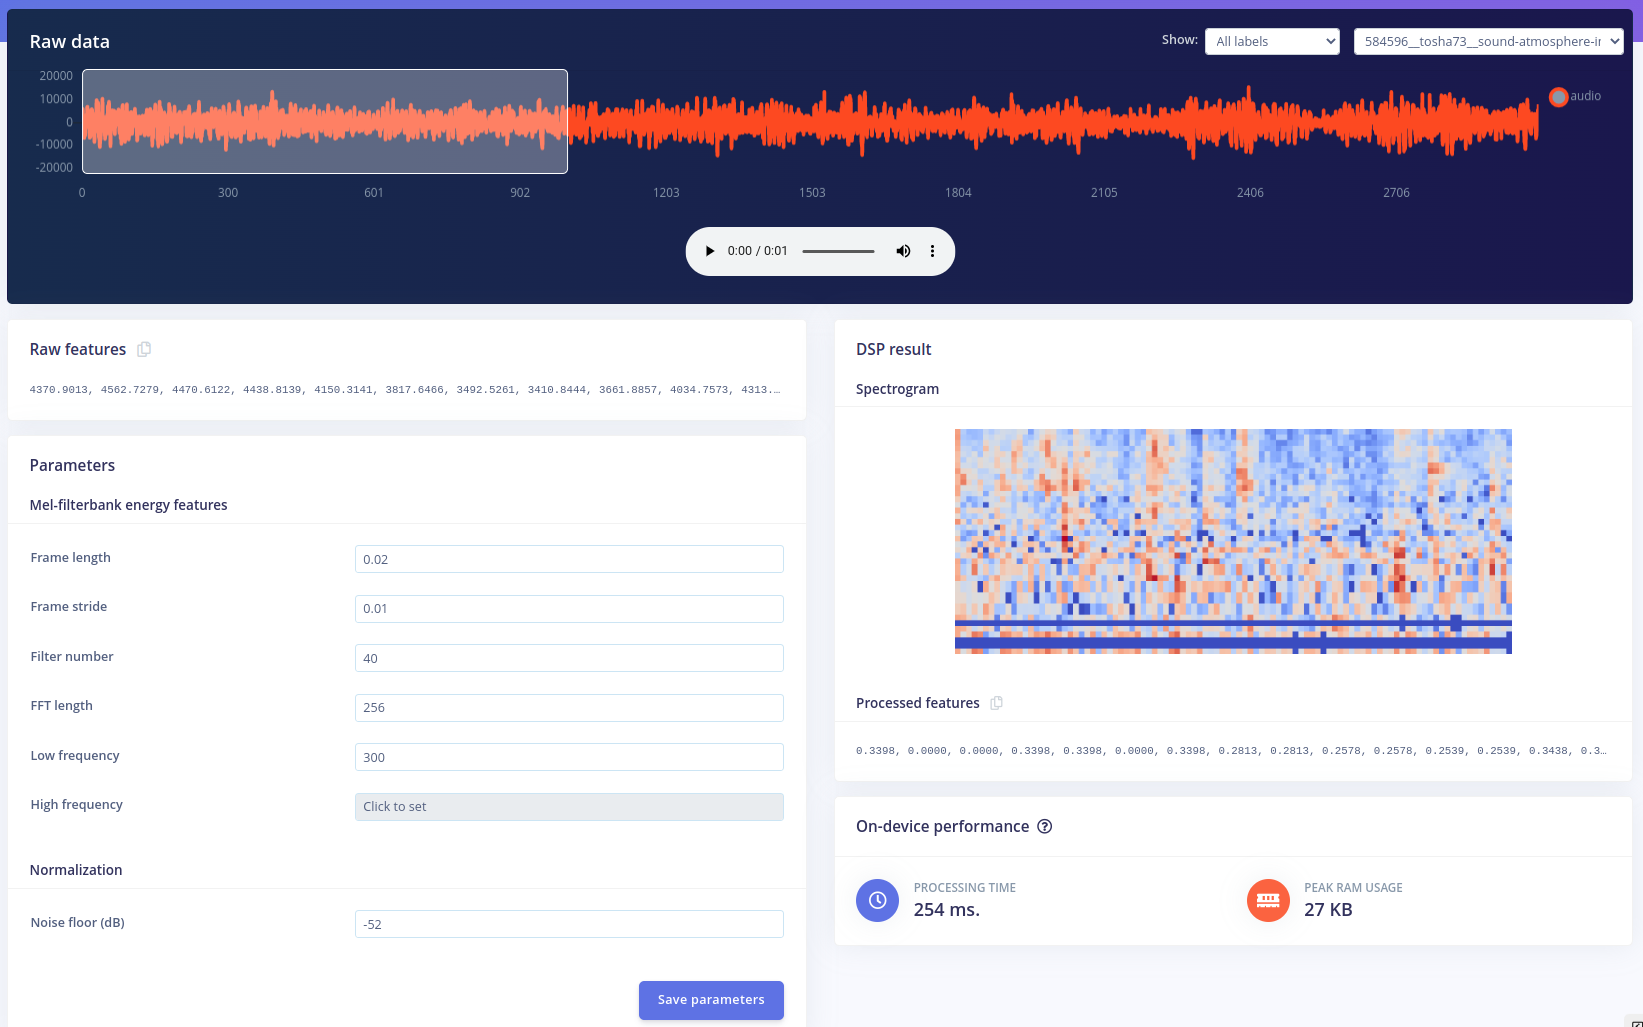 Raw data
Show:
All labels
584596__tosha73__sound-atmosphere-ir
20000
10000
0
-10000
-20000
audio
0 300 601 902 1203 1503 1804 2105 2406 2706
0:00 / 0:01
Raw features
4370.9013, 4562.7279, 4470.6122, 4438.8139, 4150.3141, 3817.6466, 3492.5261, 3410.8444, 3661.8857, 4034.7573, 4313.…
Parameters
Mel-filterbank energy features
Frame length
0.02
Frame stride
0.01
Filter number
40
FFT length
256
Low frequency
300
High frequency
Click to set
Normalization
Noise floor (dB)
-52
Save parameters
DSP result
Spectrogram
Processed features
0.3398, 0.0000, 0.0000, 0.3398, 0.3398, 0.0000, 0.3398, 0.2813, 0.2813, 0.2578, 0.2578, 0.2539, 0.2539, 0.3438, 0.3…
On-device performance ?
PROCESSING TIME
254 ms.
PEAK RAM USAGE
27 KB